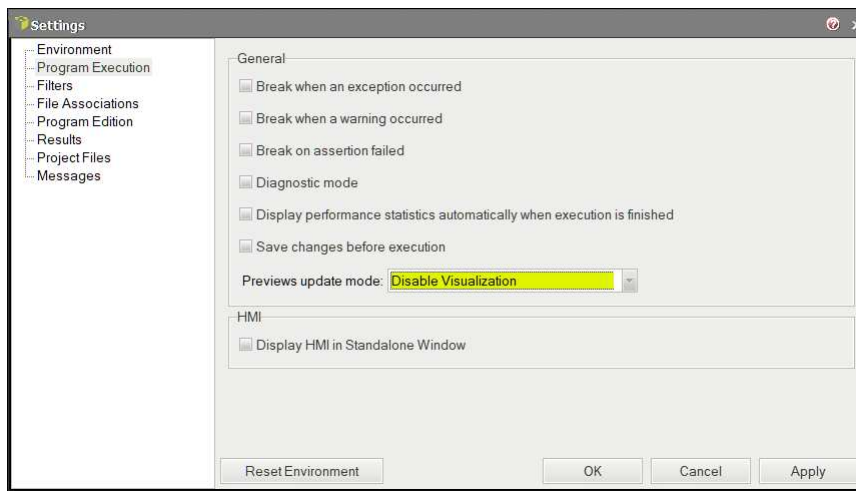 Settings
Environment
Program Execution
Filters
File Associations
Program Edition
Results
Project Files
Messages
General
Break when an exception occurred
Break when a warning occurred
Break on assertion failed
Diagnostic mode
Display performance statistics automatically when execution is finished
Save changes before execution
Previews update mode: Disable Visualization
HMI
Display HMI in Standalone Window
Reset Environment OK Cancel Apply